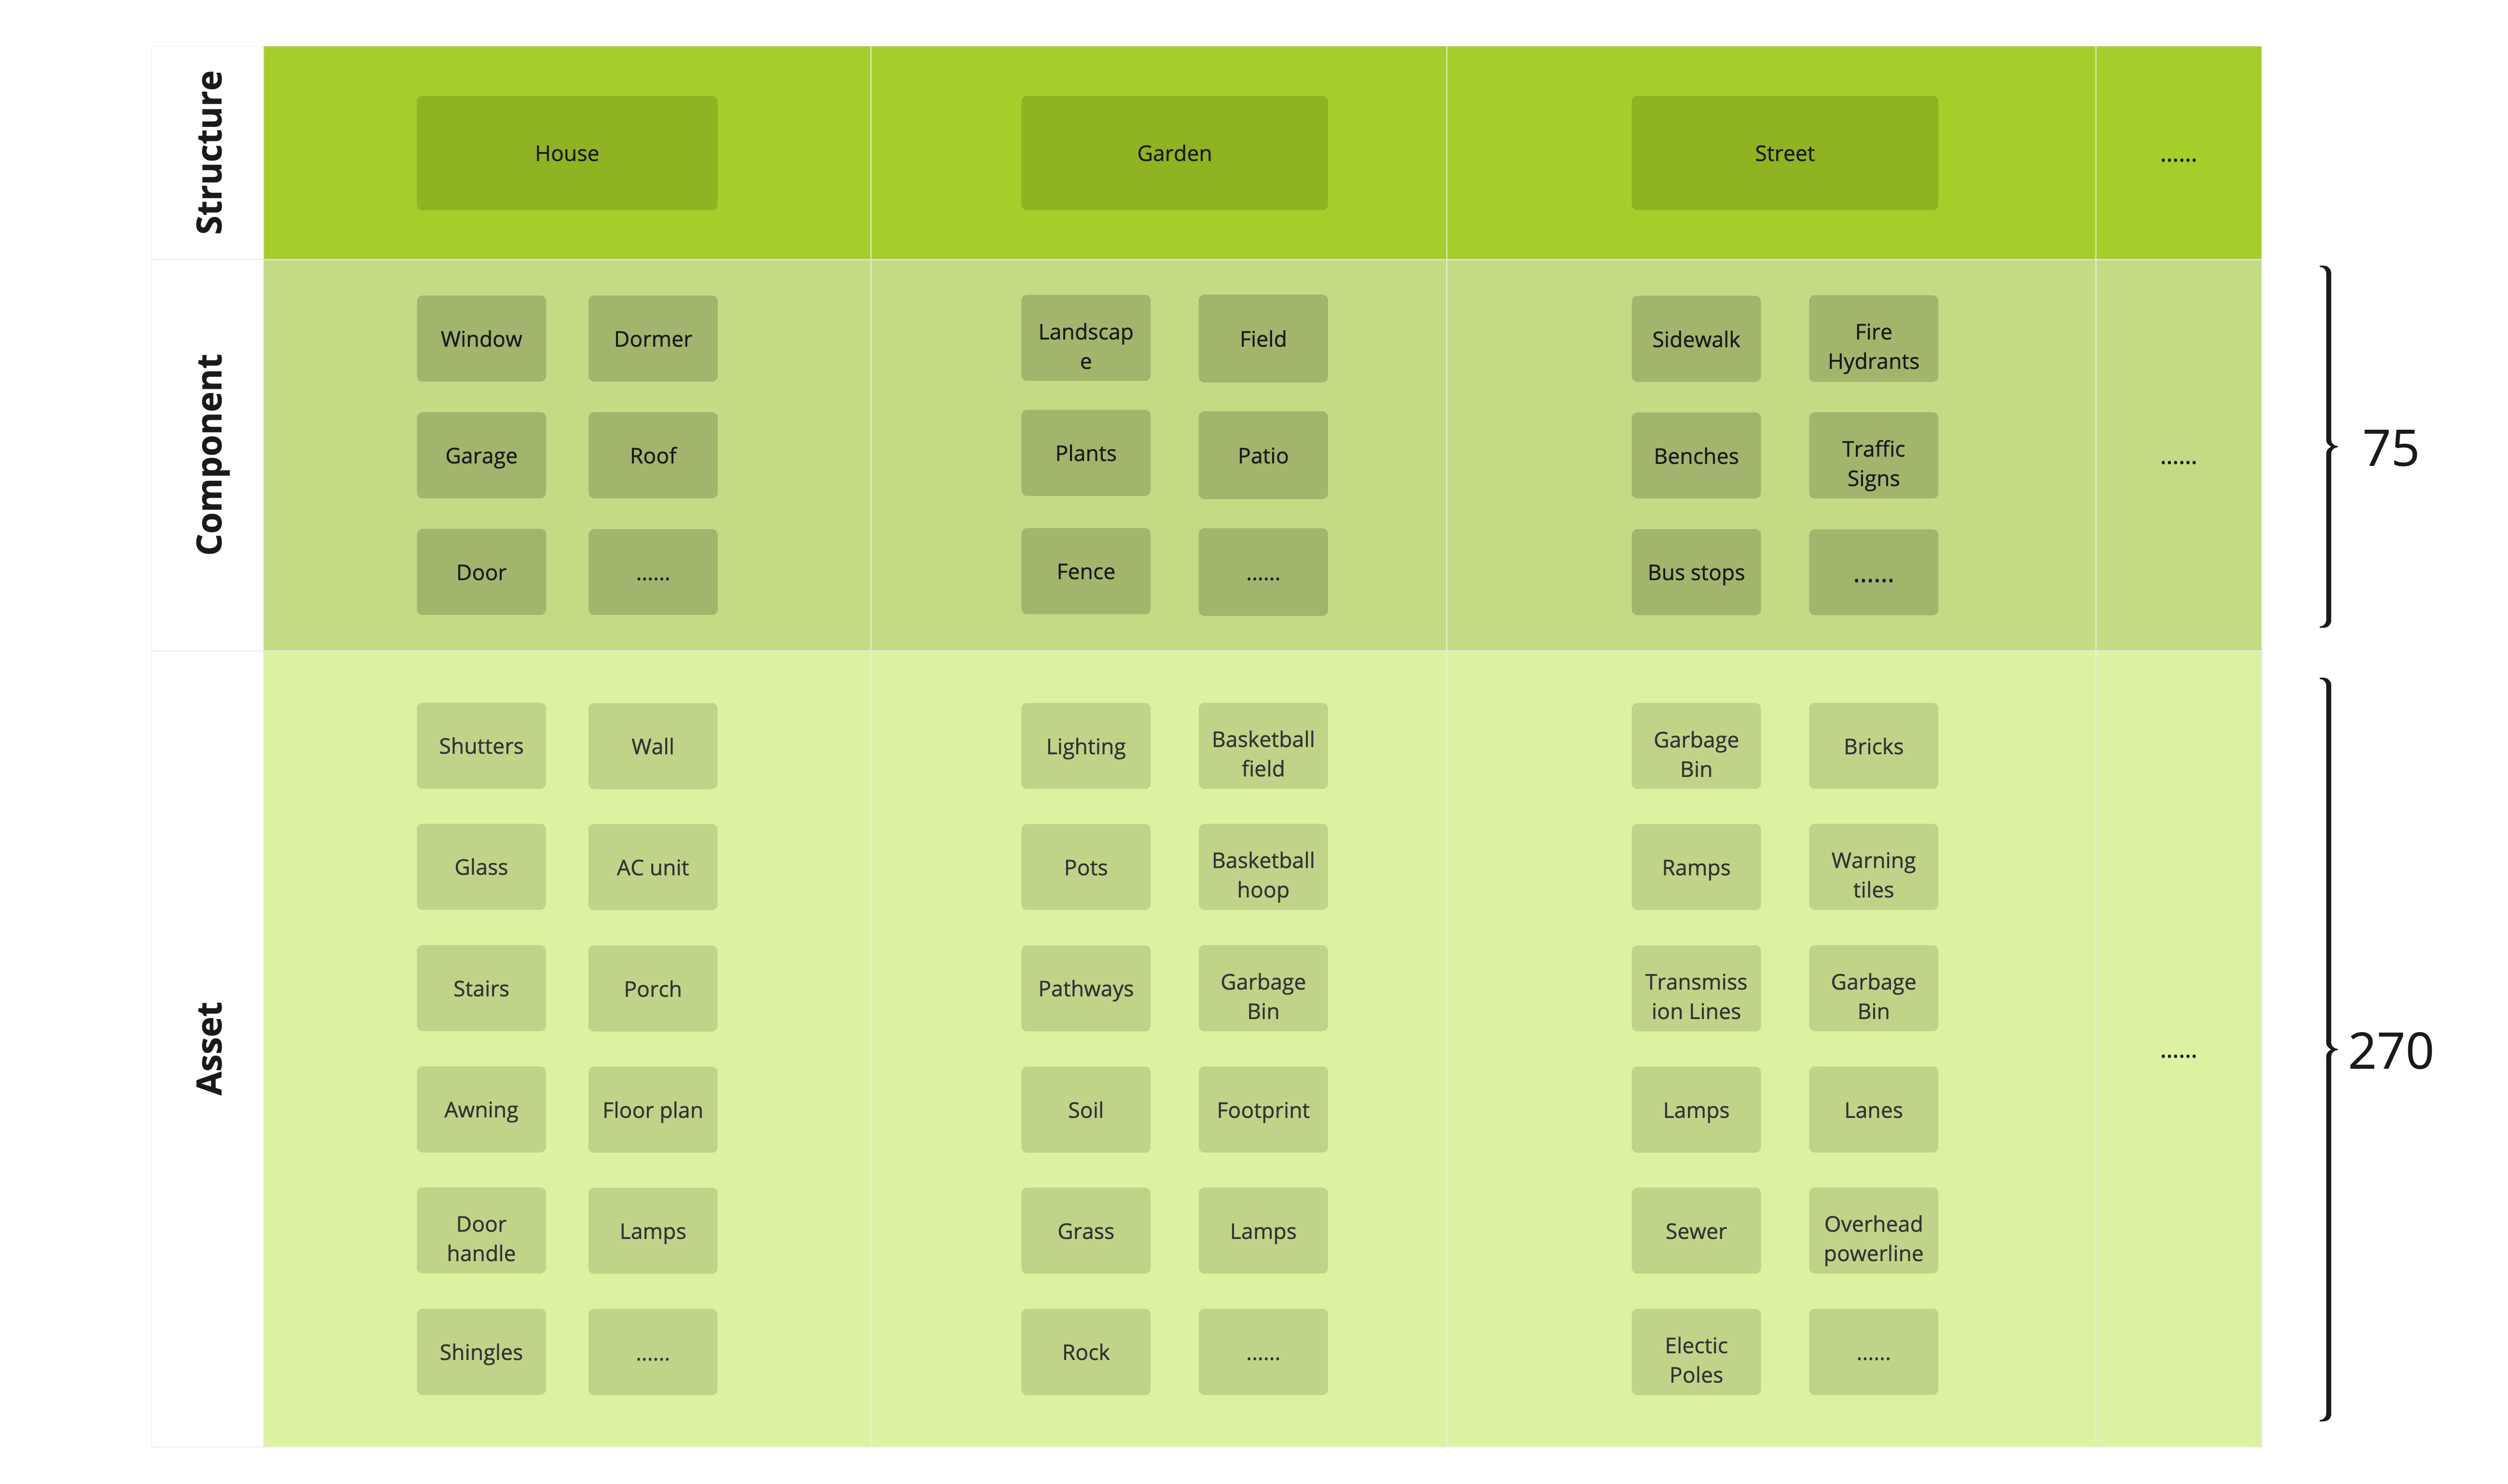 Structure
House
Garden
Street
......
Component
Window
Dormer
Garage
Roof
Door
......
Landscap
e
Field
Plants
Patio
Fence
......
Sidewalk
Fire
Hydrants
Benches
Traffic
Signs
Bus stops
......
......
75
Asset
Shutters
Wall
Glass
AC unit
Stairs
Porch
Awning
Floor plan
Door
handle
Lamps
Shingles
......
Lighting
Basketball
field
Pots
Basketball
hoop
Pathways
Garbage
Bin
Soil
Footprint
Grass
Lamps
Rock
......
Garbage
Bin
Bricks
Ramps
Warning
tiles
Transmiss
ion Lines
Garbage
Bin
Lamps
Lanes
Sewer
Overhead
powerline
Electic
Poles
......
......
270